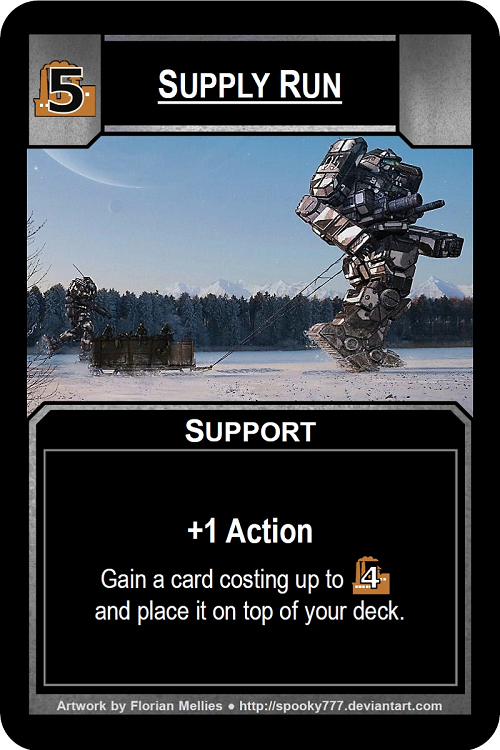 5
SUPPLY RUN
SUPPORT
+1 Action
Gain a card costing up to 4
and place it on top of your deck.
Artwork by Florian Mellies ● http://spooky777.deviantart.com